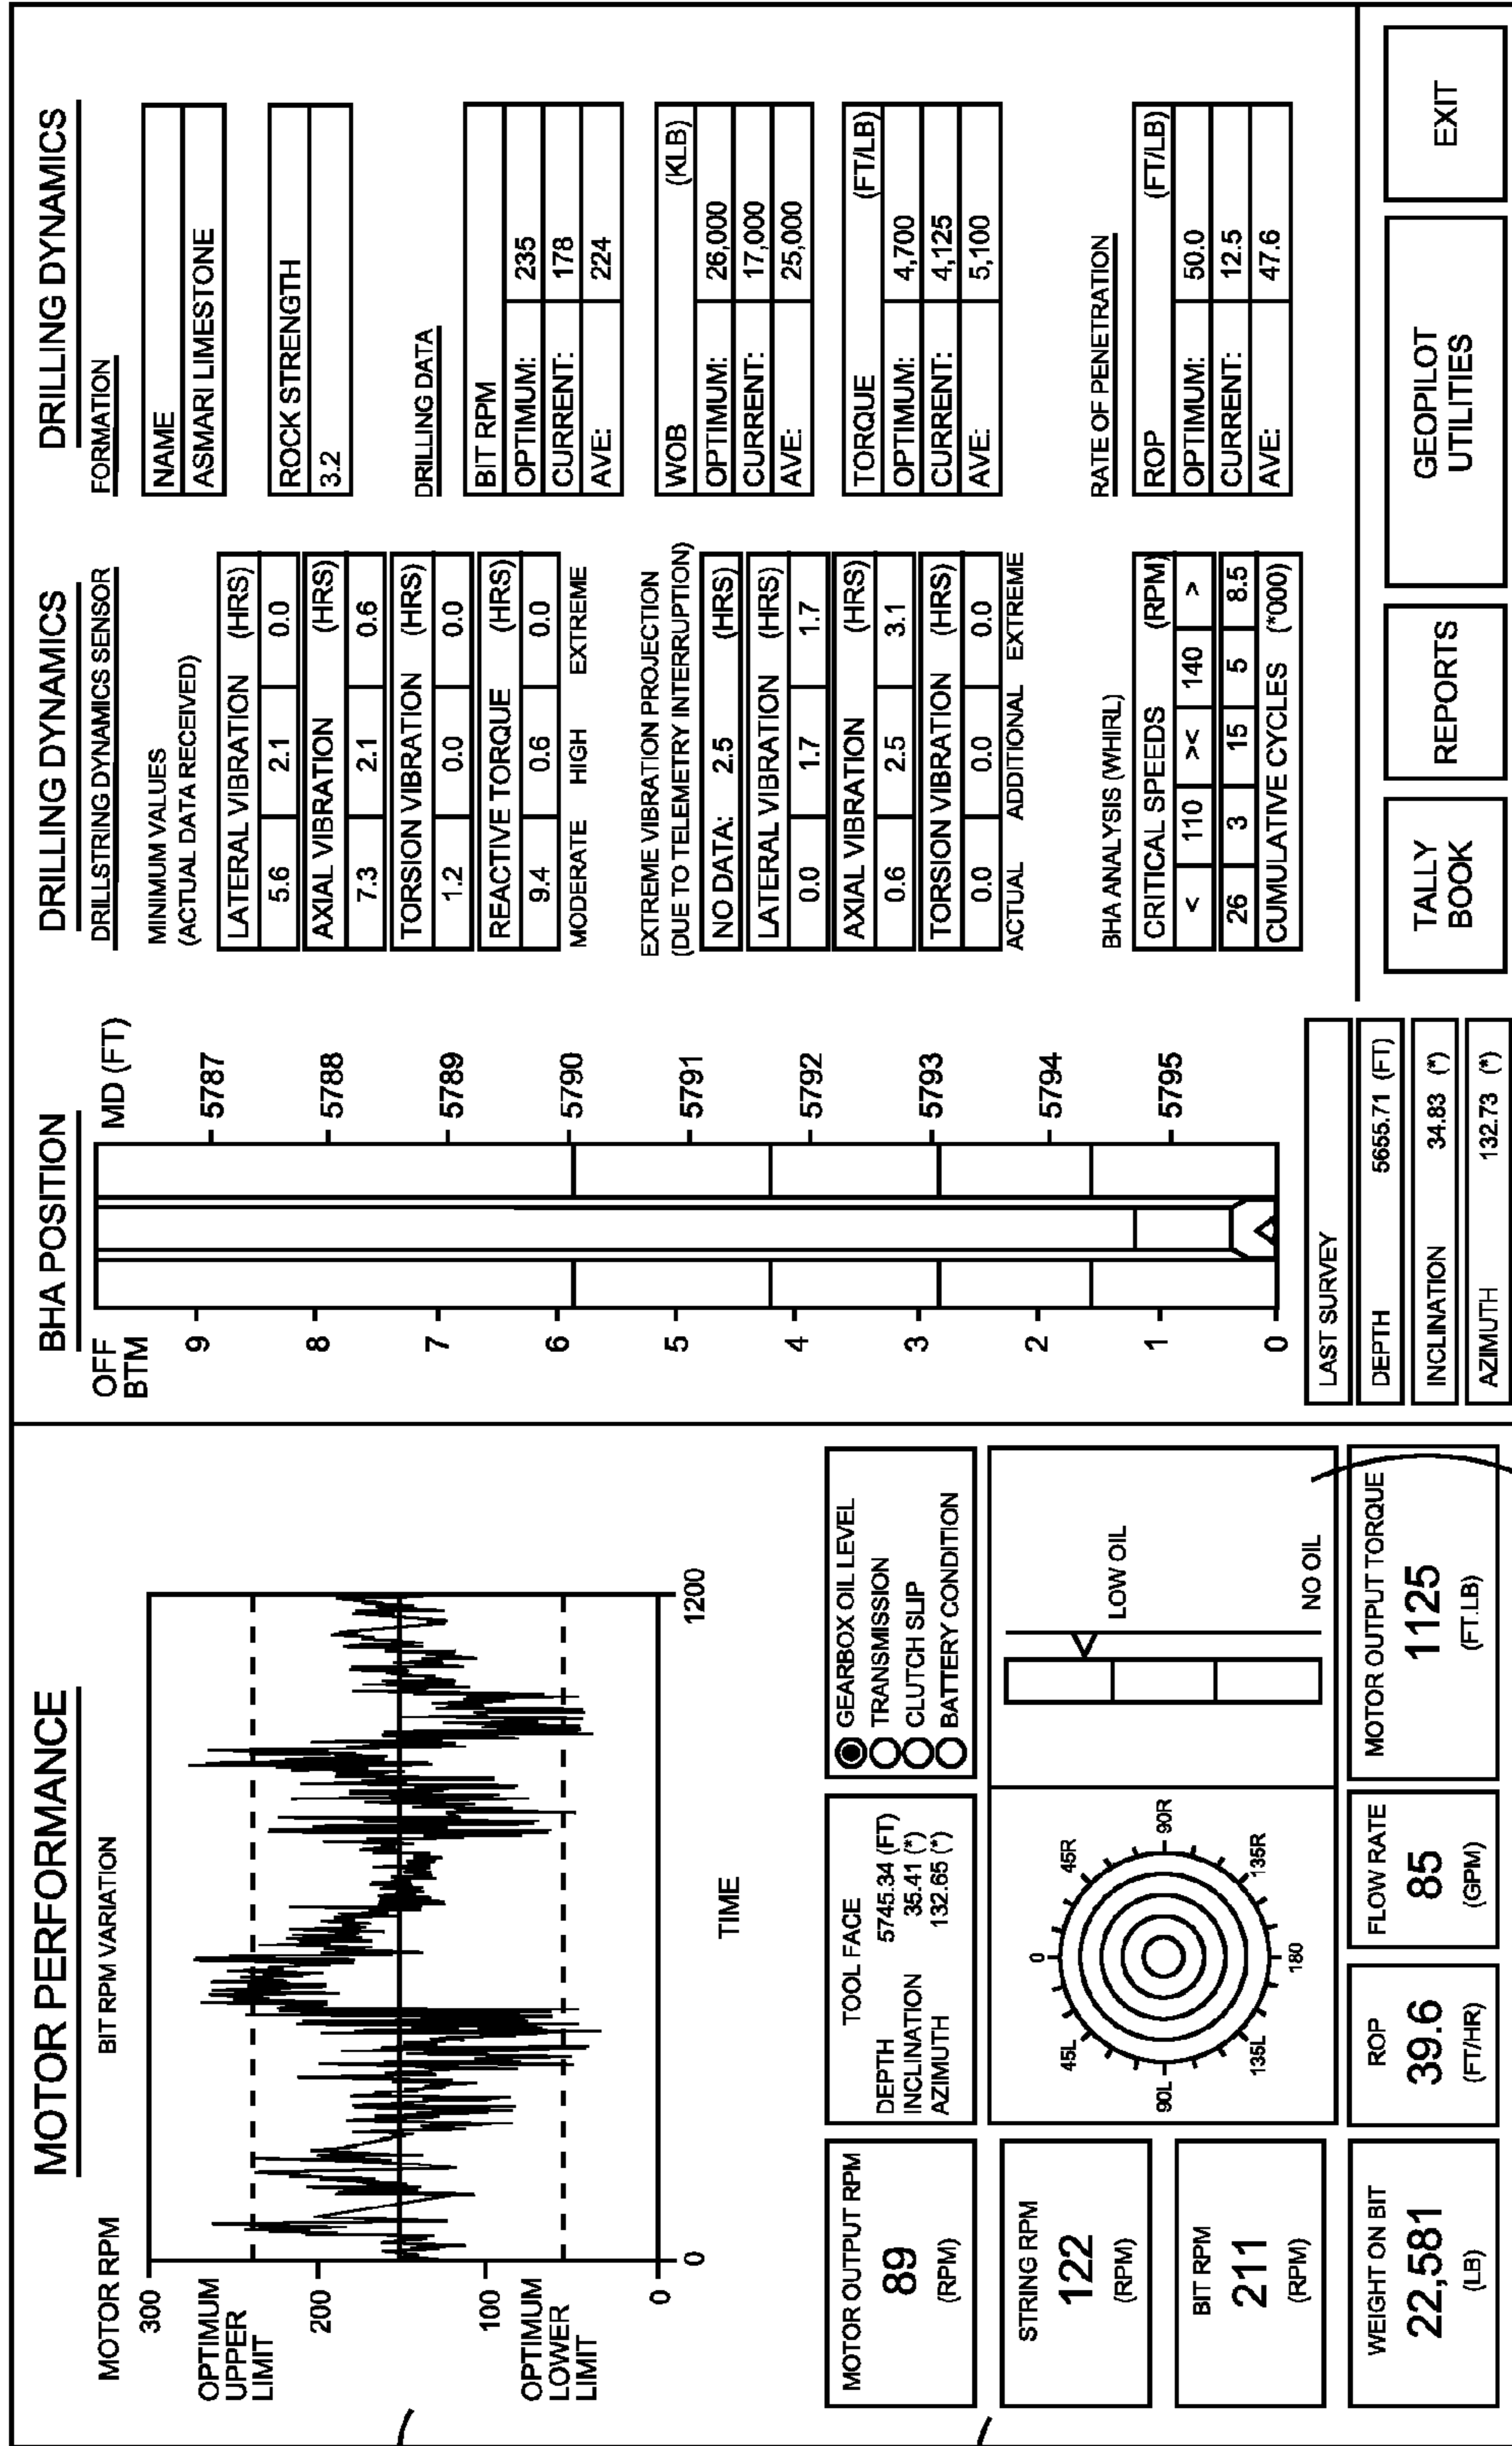 MOTOR PERFORMANCE
BIT RPM VARIATION
MOTOR RPM
300
OPTIMUM
UPPER
LIMIT
200
100
OPTIMUM
LOWER
LIMIT
0
0
1200
TIME
MOTOR OUTPUT RPM
89
(RPM)
STRING RPM
122
(RPM)
BIT RPM
211
(RPM)
WEIGHT ON BIT
22,581
(LB)
TOOL FACE
DEPTH 5745.34 (FT)
INCLINATION 35.41 (*)
AZIMUTH 132.65 (*)
0
45L
45R
90L
90R
135L
135R
180
GEARBOX OIL LEVEL
TRANSMISSION
CLUTCH SLIP
BATTERY CONDITION
LOW OIL
NO OIL
ROP
39.6
(FT/HR)
FLOW RATE
85
(GPM)
MOTOR OUTPUT TORQUE
1125
(FT.LB)
BHA POSITION
OFF
BTM
MD (FT)
9
8
7
6
5
4
3
2
1
0
5787
5788
5789
5790
5791
5792
5793
5794
5795
LAST SURVEY
DEPTH 5655.71 (FT)
INCLINATION 34.83 (*)
AZIMUTH 132.73 (*)
DRILLING DYNAMICS
DRILLSTRING DYNAMICS SENSOR
MINIMUM VALUES
(ACTUAL DATA RECEIVED)
LATERAL VIBRATION (HRS)
5.6 2.1 0.0
AXIAL VIBRATION (HRS)
7.3 2.1 0.6
TORSION VIBRATION (HRS)
1.2 0.0 0.0
REACTIVE TORQUE (HRS)
9.4 0.6 0.0
MODERATE HIGH EXTREME
EXTREME VIBRATION PROJECTION
(DUE TO TELEMETRY INTERRUPTION)
NO DATA: 2.5 (HRS)
LATERAL VIBRATION (HRS)
0.0 1.7 1.7
AXIAL VIBRATION (HRS)
0.6 2.5 3.1
TORSION VIBRATION (HRS)
0.0 0.0 0.0
ACTUAL ADDITIONAL EXTREME
BHA ANALYSIS (WHIRL)
CRITICAL SPEEDS (RPM)
< 110 >< 140 >
26 3 15 5 8.5
CUMULATIVE CYCLES (*000)
DRILLING DYNAMICS
FORMATION
NAME
ASMARI LIMESTONE
ROCK STRENGTH
3.2
DRILLING DATA
BIT RPM
OPTIMUM: 235
CURRENT: 178
AVE: 224
WOB (KLB)
OPTIMUM: 26,000
CURRENT: 17,000
AVE: 25,000
TORQUE (FT/LB)
OPTIMUM: 4,700
CURRENT: 4,125
AVE: 5,100
RATE OF PENETRATION
ROP (FT/LB)
OPTIMUM: 50.0
CURRENT: 12.5
AVE: 47.6
TALLY
BOOK
REPORTS
GEOPILOT
UTILITIES
EXIT